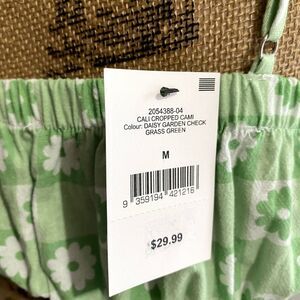 2054388-04
CALI CROPPED CAMI
Colour: DAISY GARDEN CHECK
GRASS GREEN
M
9 359194 421216
$29.99